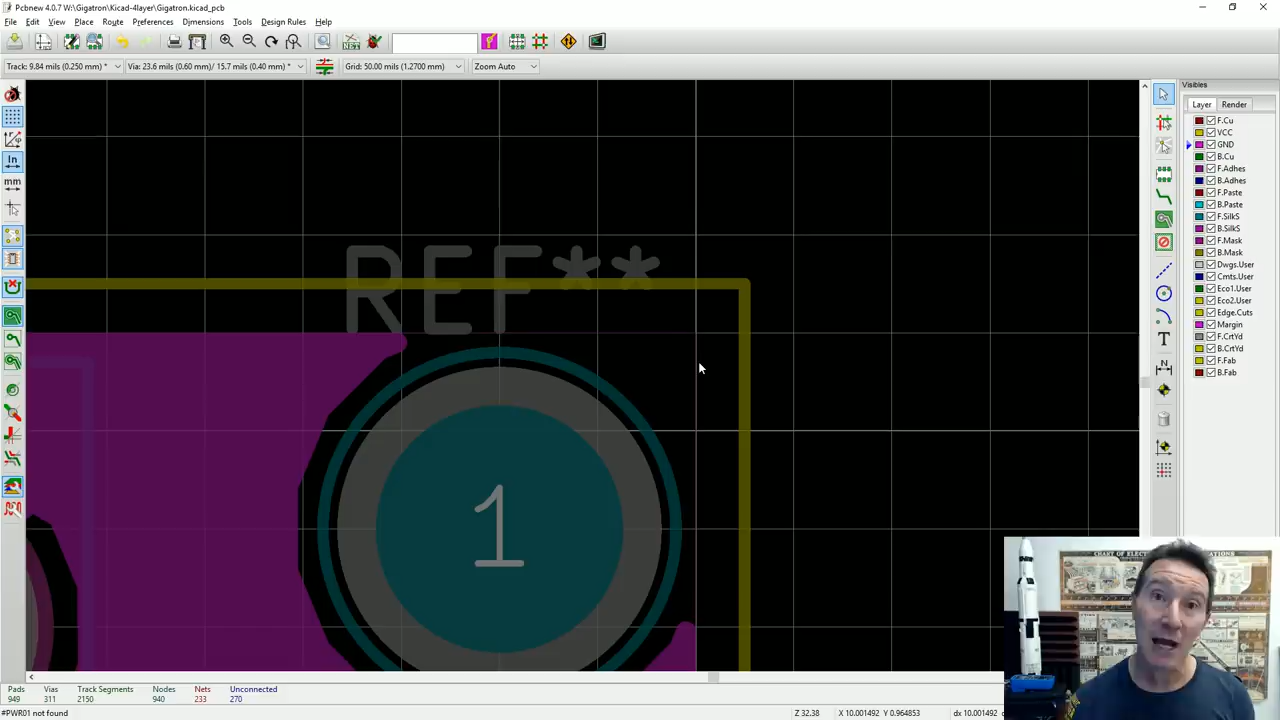 Pcbnew 4.0.7 W:\Gigatron\Kicad-4layer\Gigatron.kicad_pcb
File Edit View Place Route Preferences Dimensions Tools Design Rules Help
Track: 9.84 mils (0.250 mm) * Via: 23.6 mils (0.60 mm)/ 15.7 mils (0.40 mm) * Grid: 50.00 mils (1.2700 mm) Zoom Auto
Visibles
Layer Render
F.Cu
VCC
GND
B.Cu
F.Adhes
B.Adhes
F.Paste
B.Paste
F.SilkS
B.SilkS
F.Mask
B.Mask
Dwgs.User
Cmts.User
Eco1.User
Eco2.User
Edge.Cuts
Margin
F.CrtYd
B.CrtYd
F.Fab
B.Fab
In
mm
REF**
1
Pads Vias Track Segments Nodes Nets Unconnected
949 311 2150 940 233 270
#PWR01 not found Z 32.38 X 10.001492 Y 0.964853 dx 10.001492